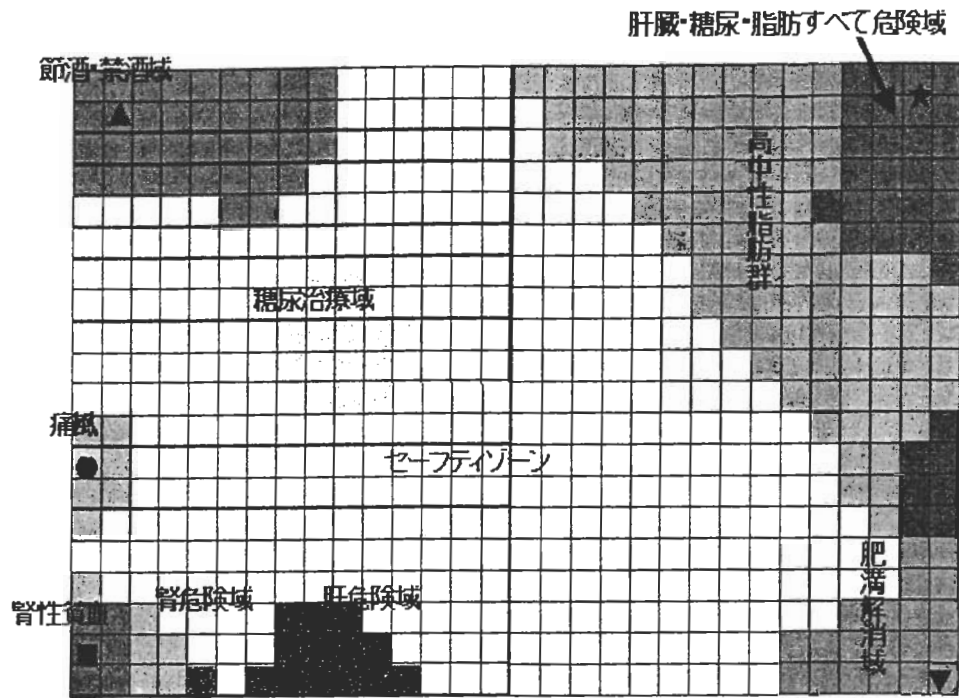 肝臓・糖尿・脂肪すべて危険域
節酒・禁酒域
高中性脂肪群
糖尿治療域
痛風
セーフティゾーン
肥満解消域
腎性貧血
腎危険域
肝危険域